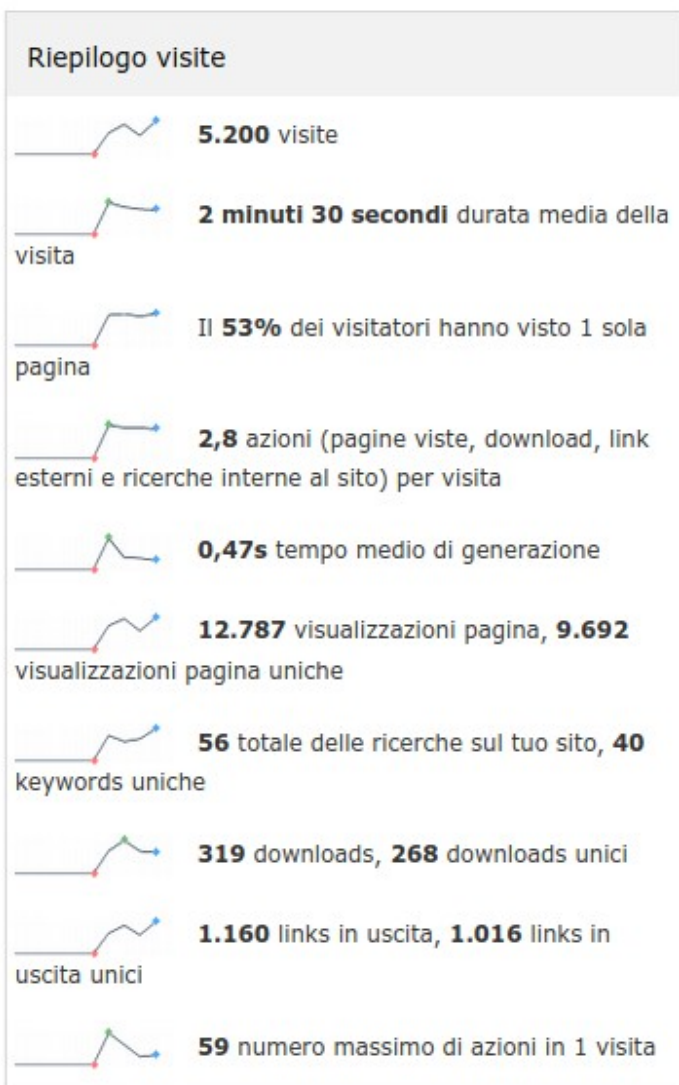 Riepilogo visite
5.200 visite
2 minuti 30 secondi durata media della
visita
Il 53% dei visitatori hanno visto 1 sola
pagina
2,8 azioni (pagine viste, download, link
esterni e ricerche interne al sito) per visita
0,47s tempo medio di generazione
12.787 visualizzazioni pagina, 9.692
visualizzazioni pagina uniche
56 totale delle ricerche sul tuo sito, 40
keywords uniche
319 downloads, 268 downloads unici
1.160 links in uscita, 1.016 links in
uscita unici
59 numero massimo di azioni in 1 visita